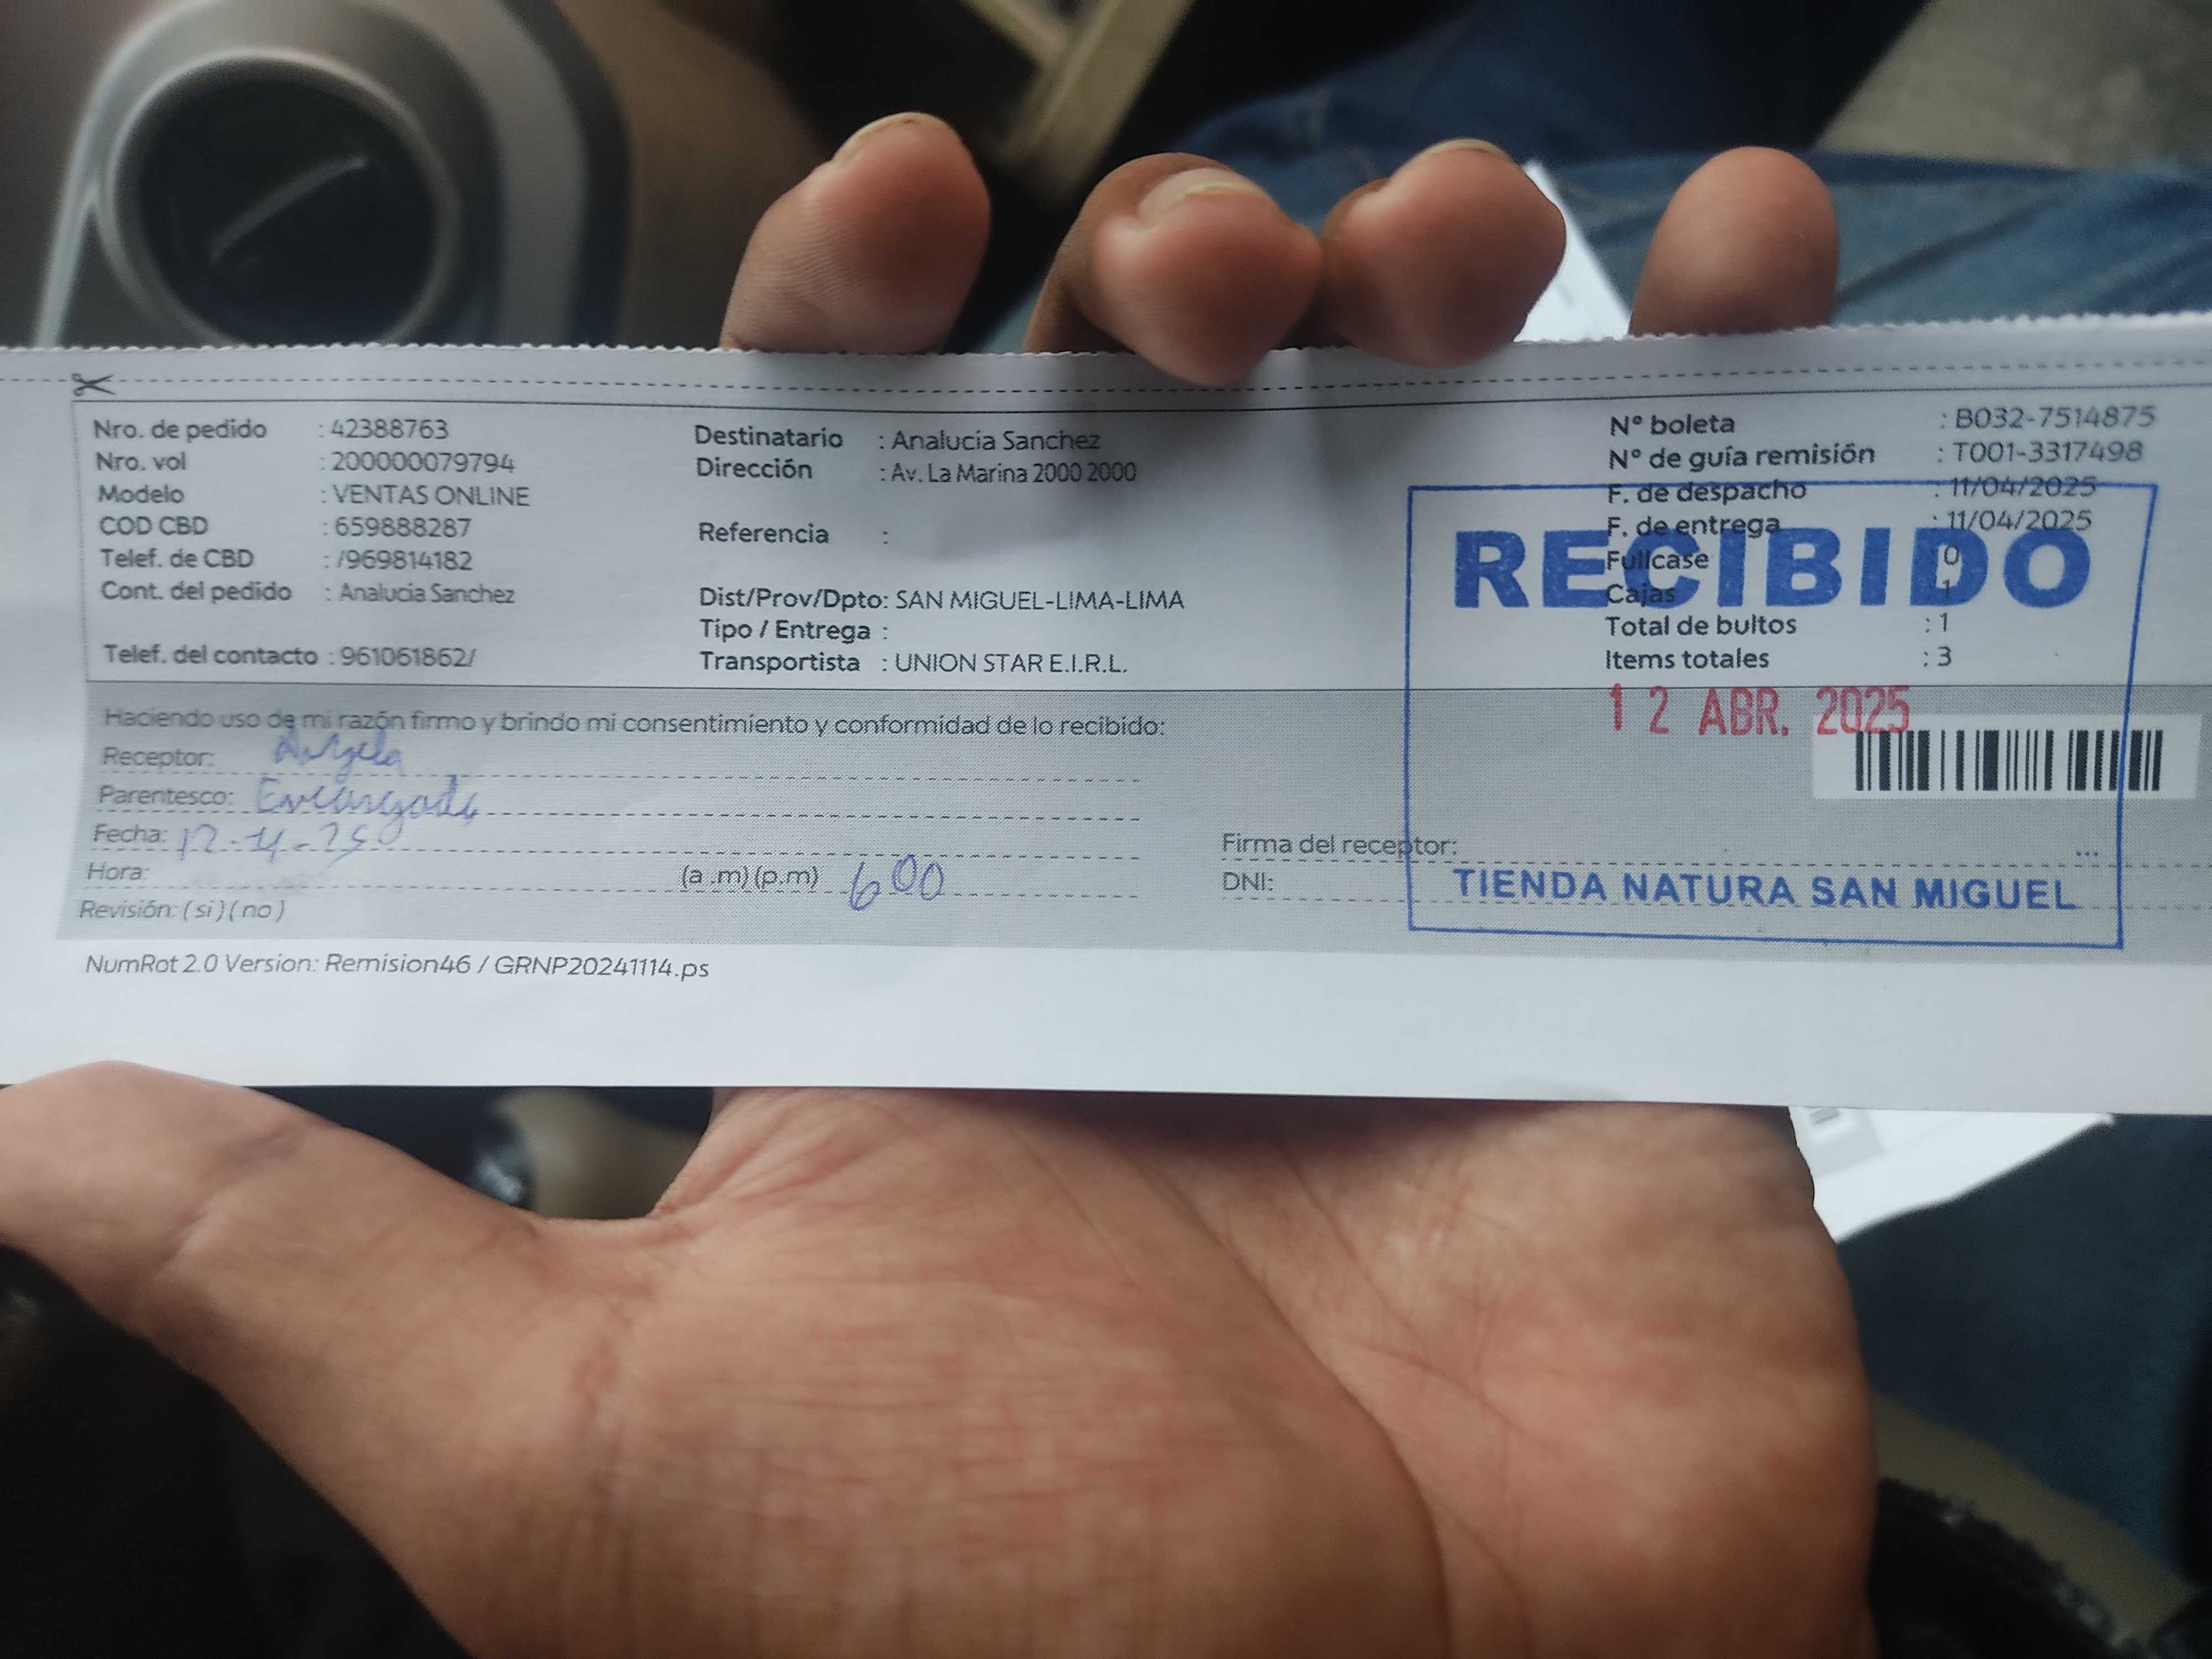 Nro. de pedido : 42388763
Nro. vol : 200000079794
Modelo : VENTAS ONLINE
COD CBD : 659888287
Telef. de CBD : /969814182
Cont. del pedido : Analucia Sanchez
Telef. del contacto : 961061862/
Destinatario : Analucia Sanchez
Dirección : Av. La Marina 2000 2000
Referencia :
Dist/Prov/Dpto: SAN MIGUEL-LIMA-LIMA
Tipo / Entrega :
Transportista : UNION STAR E.I.R.L.
N° boleta : B032-7514875
N° de guía remisión : T001-3317498
F. de despacho : 11/04/2025
F. de entrega : 11/04/2025
Fullcase 0
Cajas 1
Total de bultos : 1
Items totales : 3
RECIBIDO
12 ABR. 2025
TIENDA NATURA SAN MIGUEL
Haciendo uso de mi razón firmo y brindo mi consentimiento y conformidad de lo recibido:
Receptor: Angela
Parentesco: Encargada
Fecha: 12-4-25
Hora: (a .m) (p.m) 600
Revisión: ( si ) ( no )
Firma del receptor: ...
DNI:
NumRot 2.0 Version: Remision46 / GRNP20241114.ps